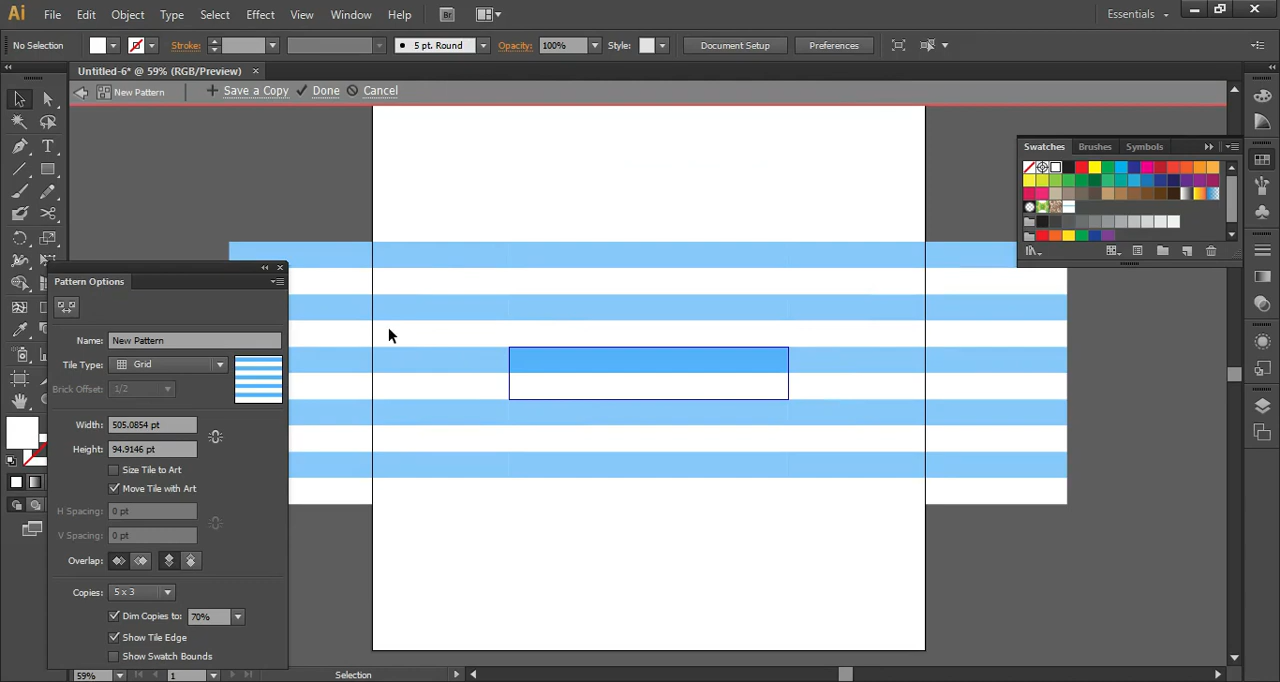 Ai File Edit Object Type Select Effect View Window Help Br Essentials
No Selection Stroke: 5 pt. Round Opacity: 100% Style: Document Setup Preferences
Untitled-6* @ 59% (RGB/Preview) ×
New Pattern + Save a Copy Done Cancel
Swatches Brushes Symbols
Pattern Options
Name: New Pattern
Tile Type: Grid
Brick Offset: 1/2
Width: 505.0854 pt
Height: 94.9146 pt
Size Tile to Art
Move Tile with Art
H Spacing: 0 pt
V Spacing: 0 pt
Overlap:
Copies: 5 x 3
Dim Copies to: 70%
Show Tile Edge
Show Swatch Bounds
59% 1 Selection